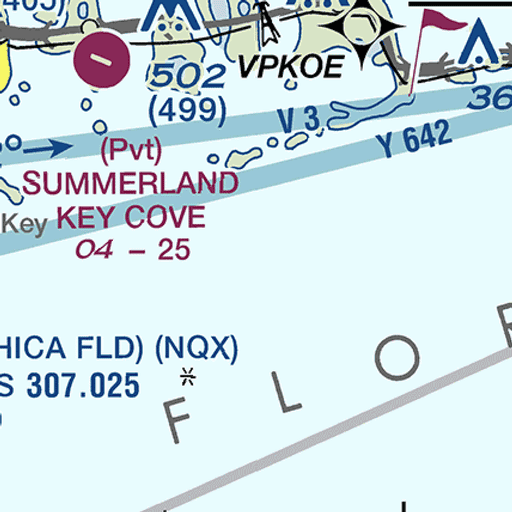 502
(499)
VPKOE
V 3
Y 642
36
(Pvt)
SUMMERLAND
Key KEY COVE
04 - 25
HICA FLD) (NQX)
S 307.025
F L O